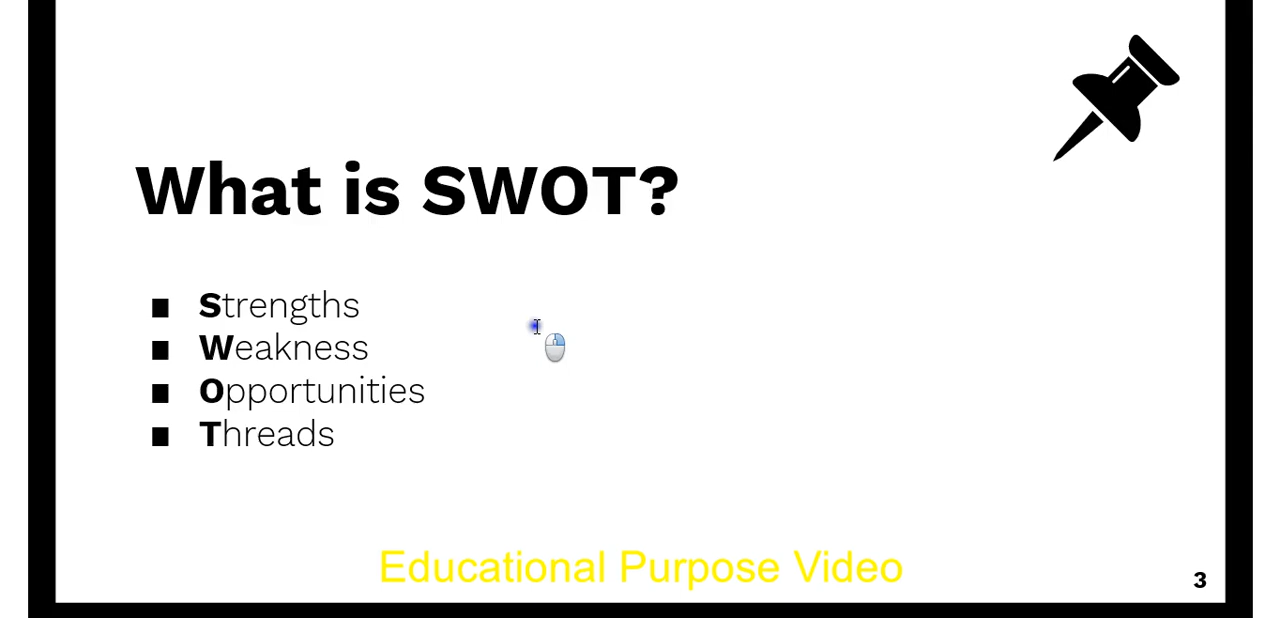 What is SWOT?
■ Strengths
■ Weakness
■ Opportunities
■ Threads
Educational Purpose Video
3